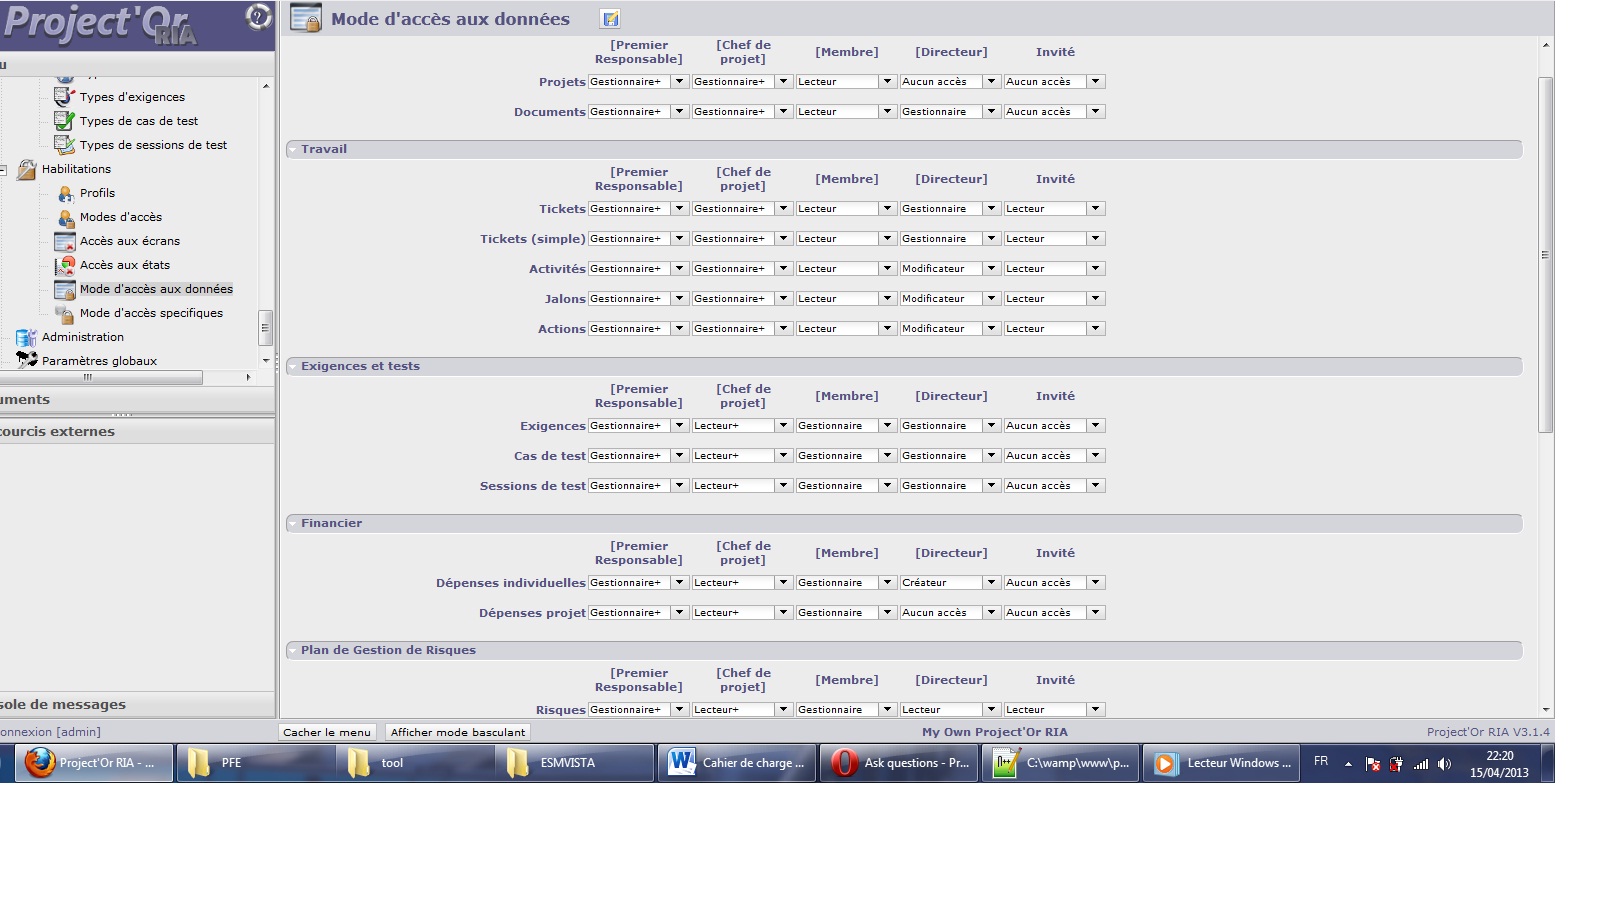 Project'Or
RIA
?
Mode d'accès aux données
u
Types d'exigences
Types de cas de test
Types de sessions de test
Habilitations
Profils
Modes d'accès
Accès aux écrans
Accès aux états
Mode d'accès aux données
Mode d'accès specifiques
Administration
Paramètres globaux
uments
courcis externes
sole de messages
onnexion [admin]
[Premier Responsable] [Chef de projet] [Membre] [Directeur] Invité
Projets Gestionnaire+ Gestionnaire+ Lecteur Aucun accès Aucun accès
Documents Gestionnaire+ Gestionnaire+ Lecteur Gestionnaire Aucun accès
Travail
[Premier Responsable] [Chef de projet] [Membre] [Directeur] Invité
Tickets Gestionnaire+ Gestionnaire+ Lecteur Gestionnaire Lecteur
Tickets (simple) Gestionnaire+ Gestionnaire+ Lecteur Gestionnaire Lecteur
Activités Gestionnaire+ Gestionnaire+ Lecteur Modificateur Lecteur
Jalons Gestionnaire+ Gestionnaire+ Lecteur Modificateur Lecteur
Actions Gestionnaire+ Gestionnaire+ Lecteur Modificateur Lecteur
Exigences et tests
[Premier Responsable] [Chef de projet] [Membre] [Directeur] Invité
Exigences Gestionnaire+ Lecteur+ Gestionnaire Gestionnaire Aucun accès
Cas de test Gestionnaire+ Lecteur+ Gestionnaire Gestionnaire Aucun accès
Sessions de test Gestionnaire+ Lecteur+ Gestionnaire Gestionnaire Aucun accès
Financier
[Premier Responsable] [Chef de projet] [Membre] [Directeur] Invité
Dépenses individuelles Gestionnaire+ Lecteur+ Gestionnaire Créateur Aucun accès
Dépenses projet Gestionnaire+ Lecteur+ Gestionnaire Aucun accès Aucun accès
Plan de Gestion de Risques
[Premier Responsable] [Chef de projet] [Membre] [Directeur] Invité
Risques Gestionnaire+ Lecteur+ Gestionnaire Lecteur Lecteur
Cacher le menu Afficher mode basculant My Own Project'Or RIA Project'Or RIA V3.1.4
Project'Or RIA - ... PFE tool ESMVISTA Cahier de charge ... Ask questions - Pr... C:\wamp\www\p... Lecteur Windows ... FR 22:20
15/04/2013